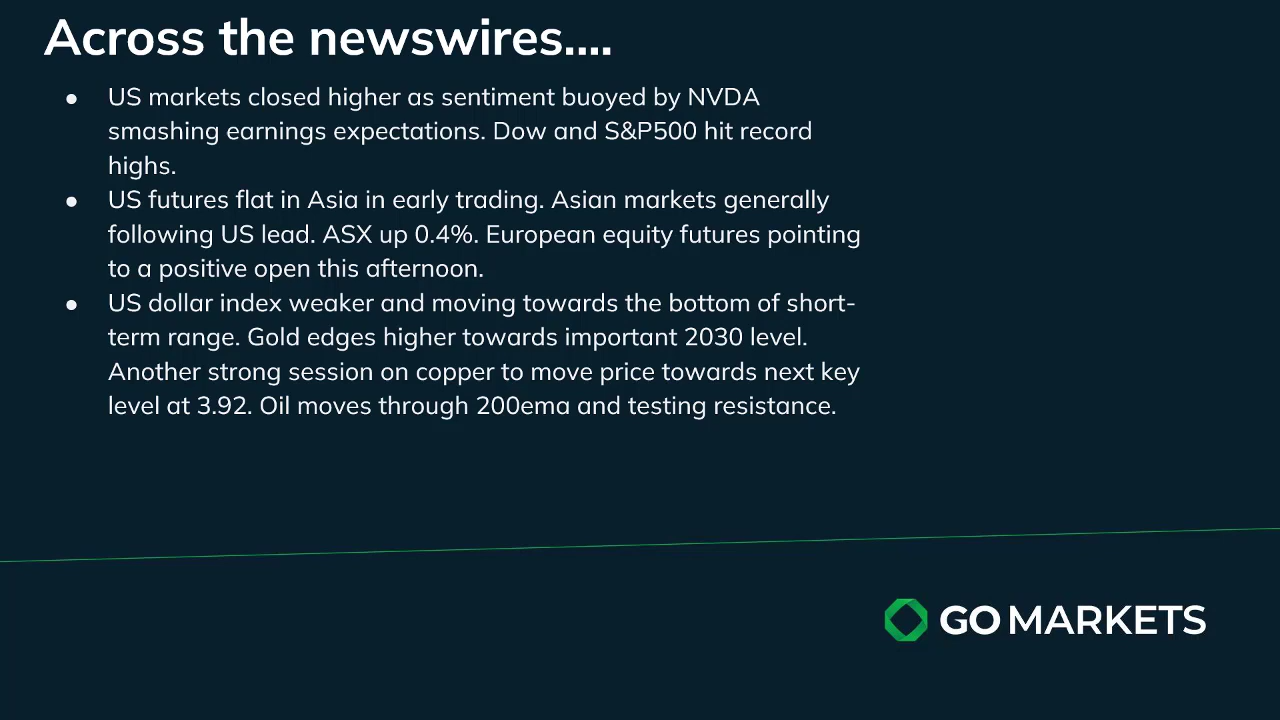 Across the newswires....
● US markets closed higher as sentiment buoyed by NVDA
smashing earnings expectations. Dow and S&P500 hit record
highs.
● US futures flat in Asia in early trading. Asian markets generally
following US lead. ASX up 0.4%. European equity futures pointing
to a positive open this afternoon.
● US dollar index weaker and moving towards the bottom of short-
term range. Gold edges higher towards important 2030 level.
Another strong session on copper to move price towards next key
level at 3.92. Oil moves through 200ema and testing resistance.
GO MARKETS